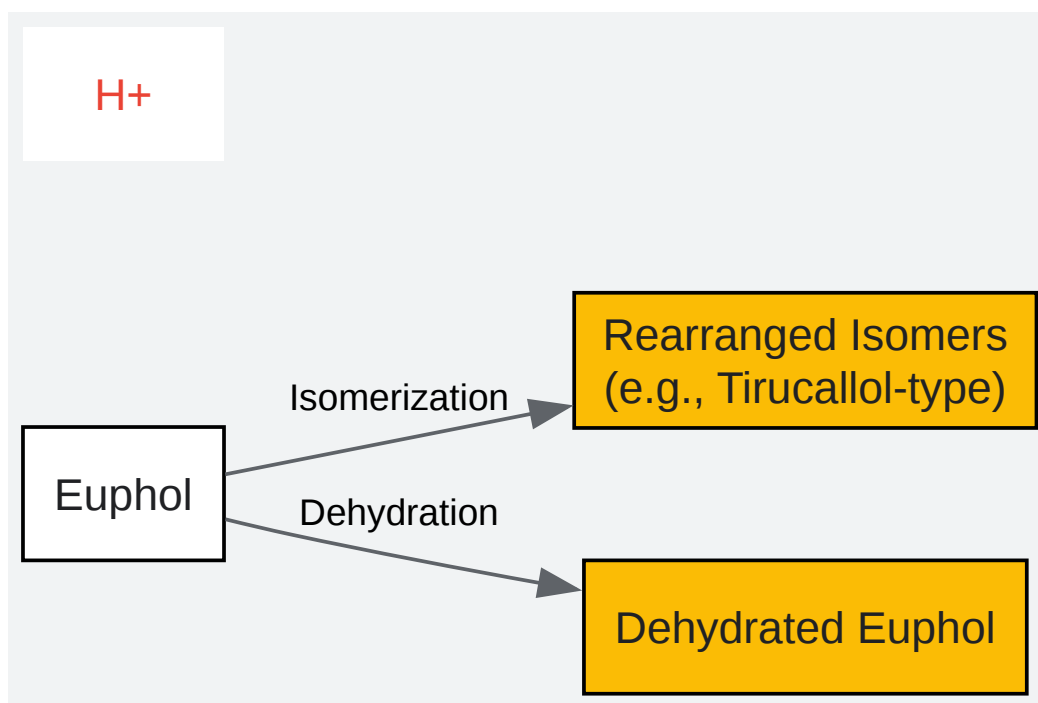 H+
Rearranged Isomers
(e.g., Tirucallol-type)
Isomerization
Euphol
Dehydration
Dehydrated Euphol